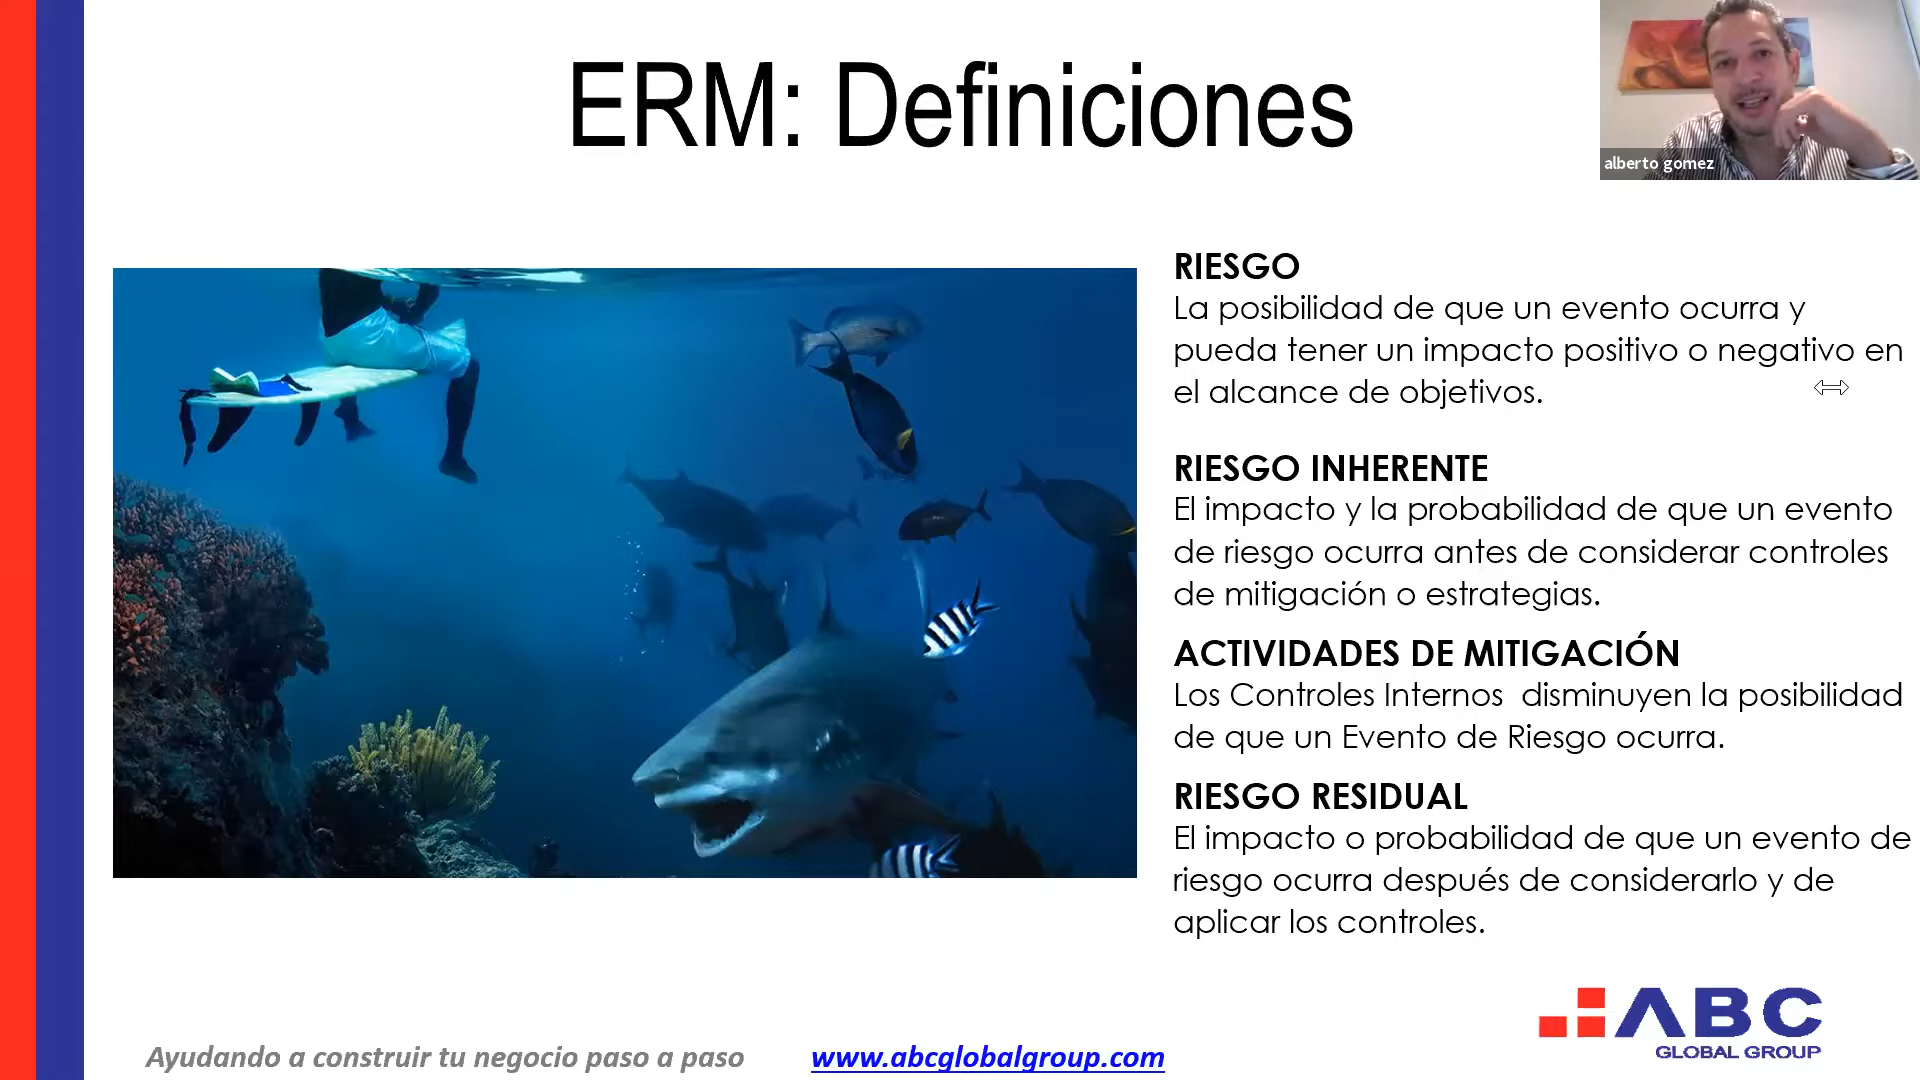 ERM: Definiciones
alberto gomez
RIESGO
La posibilidad de que un evento ocurra y
pueda tener un impacto positivo o negativo en
el alcance de objetivos.
RIESGO INHERENTE
El impacto y la probabilidad de que un evento
de riesgo ocurra antes de considerar controles
de mitigación o estrategias.
ACTIVIDADES DE MITIGACIÓN
Los Controles Internos disminuyen la posibilidad
de que un Evento de Riesgo ocurra.
RIESGO RESIDUAL
El impacto o probabilidad de que un evento de
riesgo ocurra después de considerarlo y de
aplicar los controles.
ABC
GLOBAL GROUP
Ayudando a construir tu negocio paso a paso
www.abcglobalgroup.com